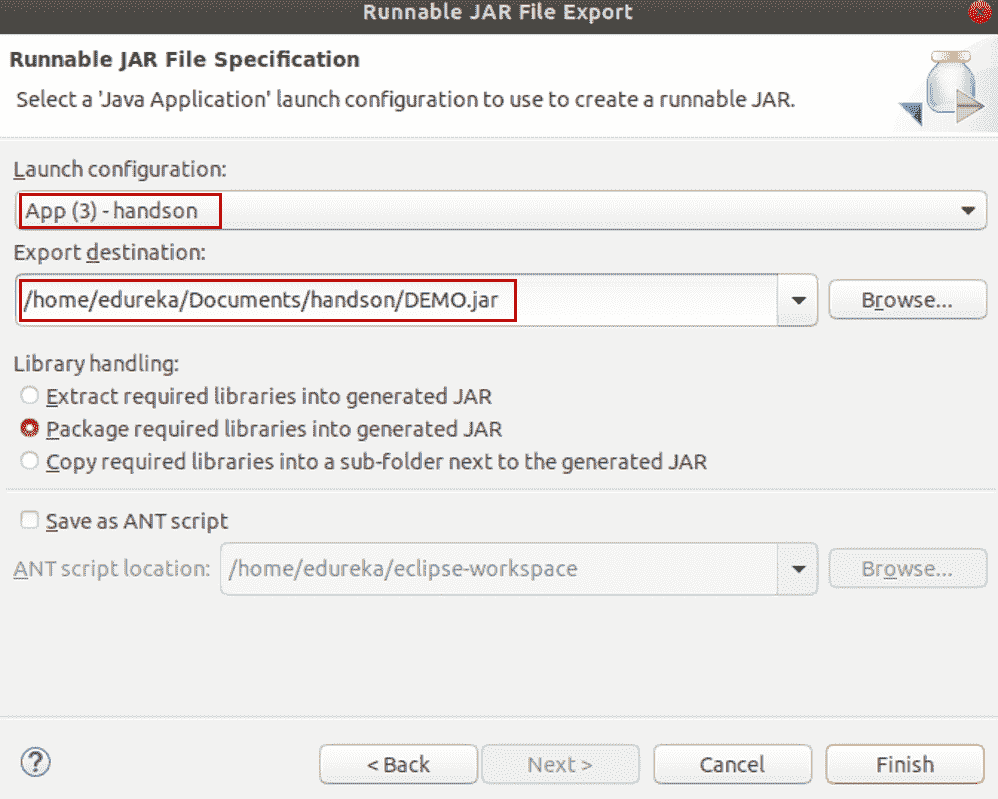 Runnable JAR File Export
Runnable JAR File Specification
Select a 'Java Application' launch configuration to use to create a runnable JAR.
Launch configuration:
App (3) - handson
Export destination:
/home/edureka/Documents/handson/DEMO.jar
Browse...
Library handling:
Extract required libraries into generated JAR
Package required libraries into generated JAR
Copy required libraries into a sub-folder next to the generated JAR
Save as ANT script
ANT script location:
/home/edureka/eclipse-workspace
Browse...
?
< Back
Next >
Cancel
Finish